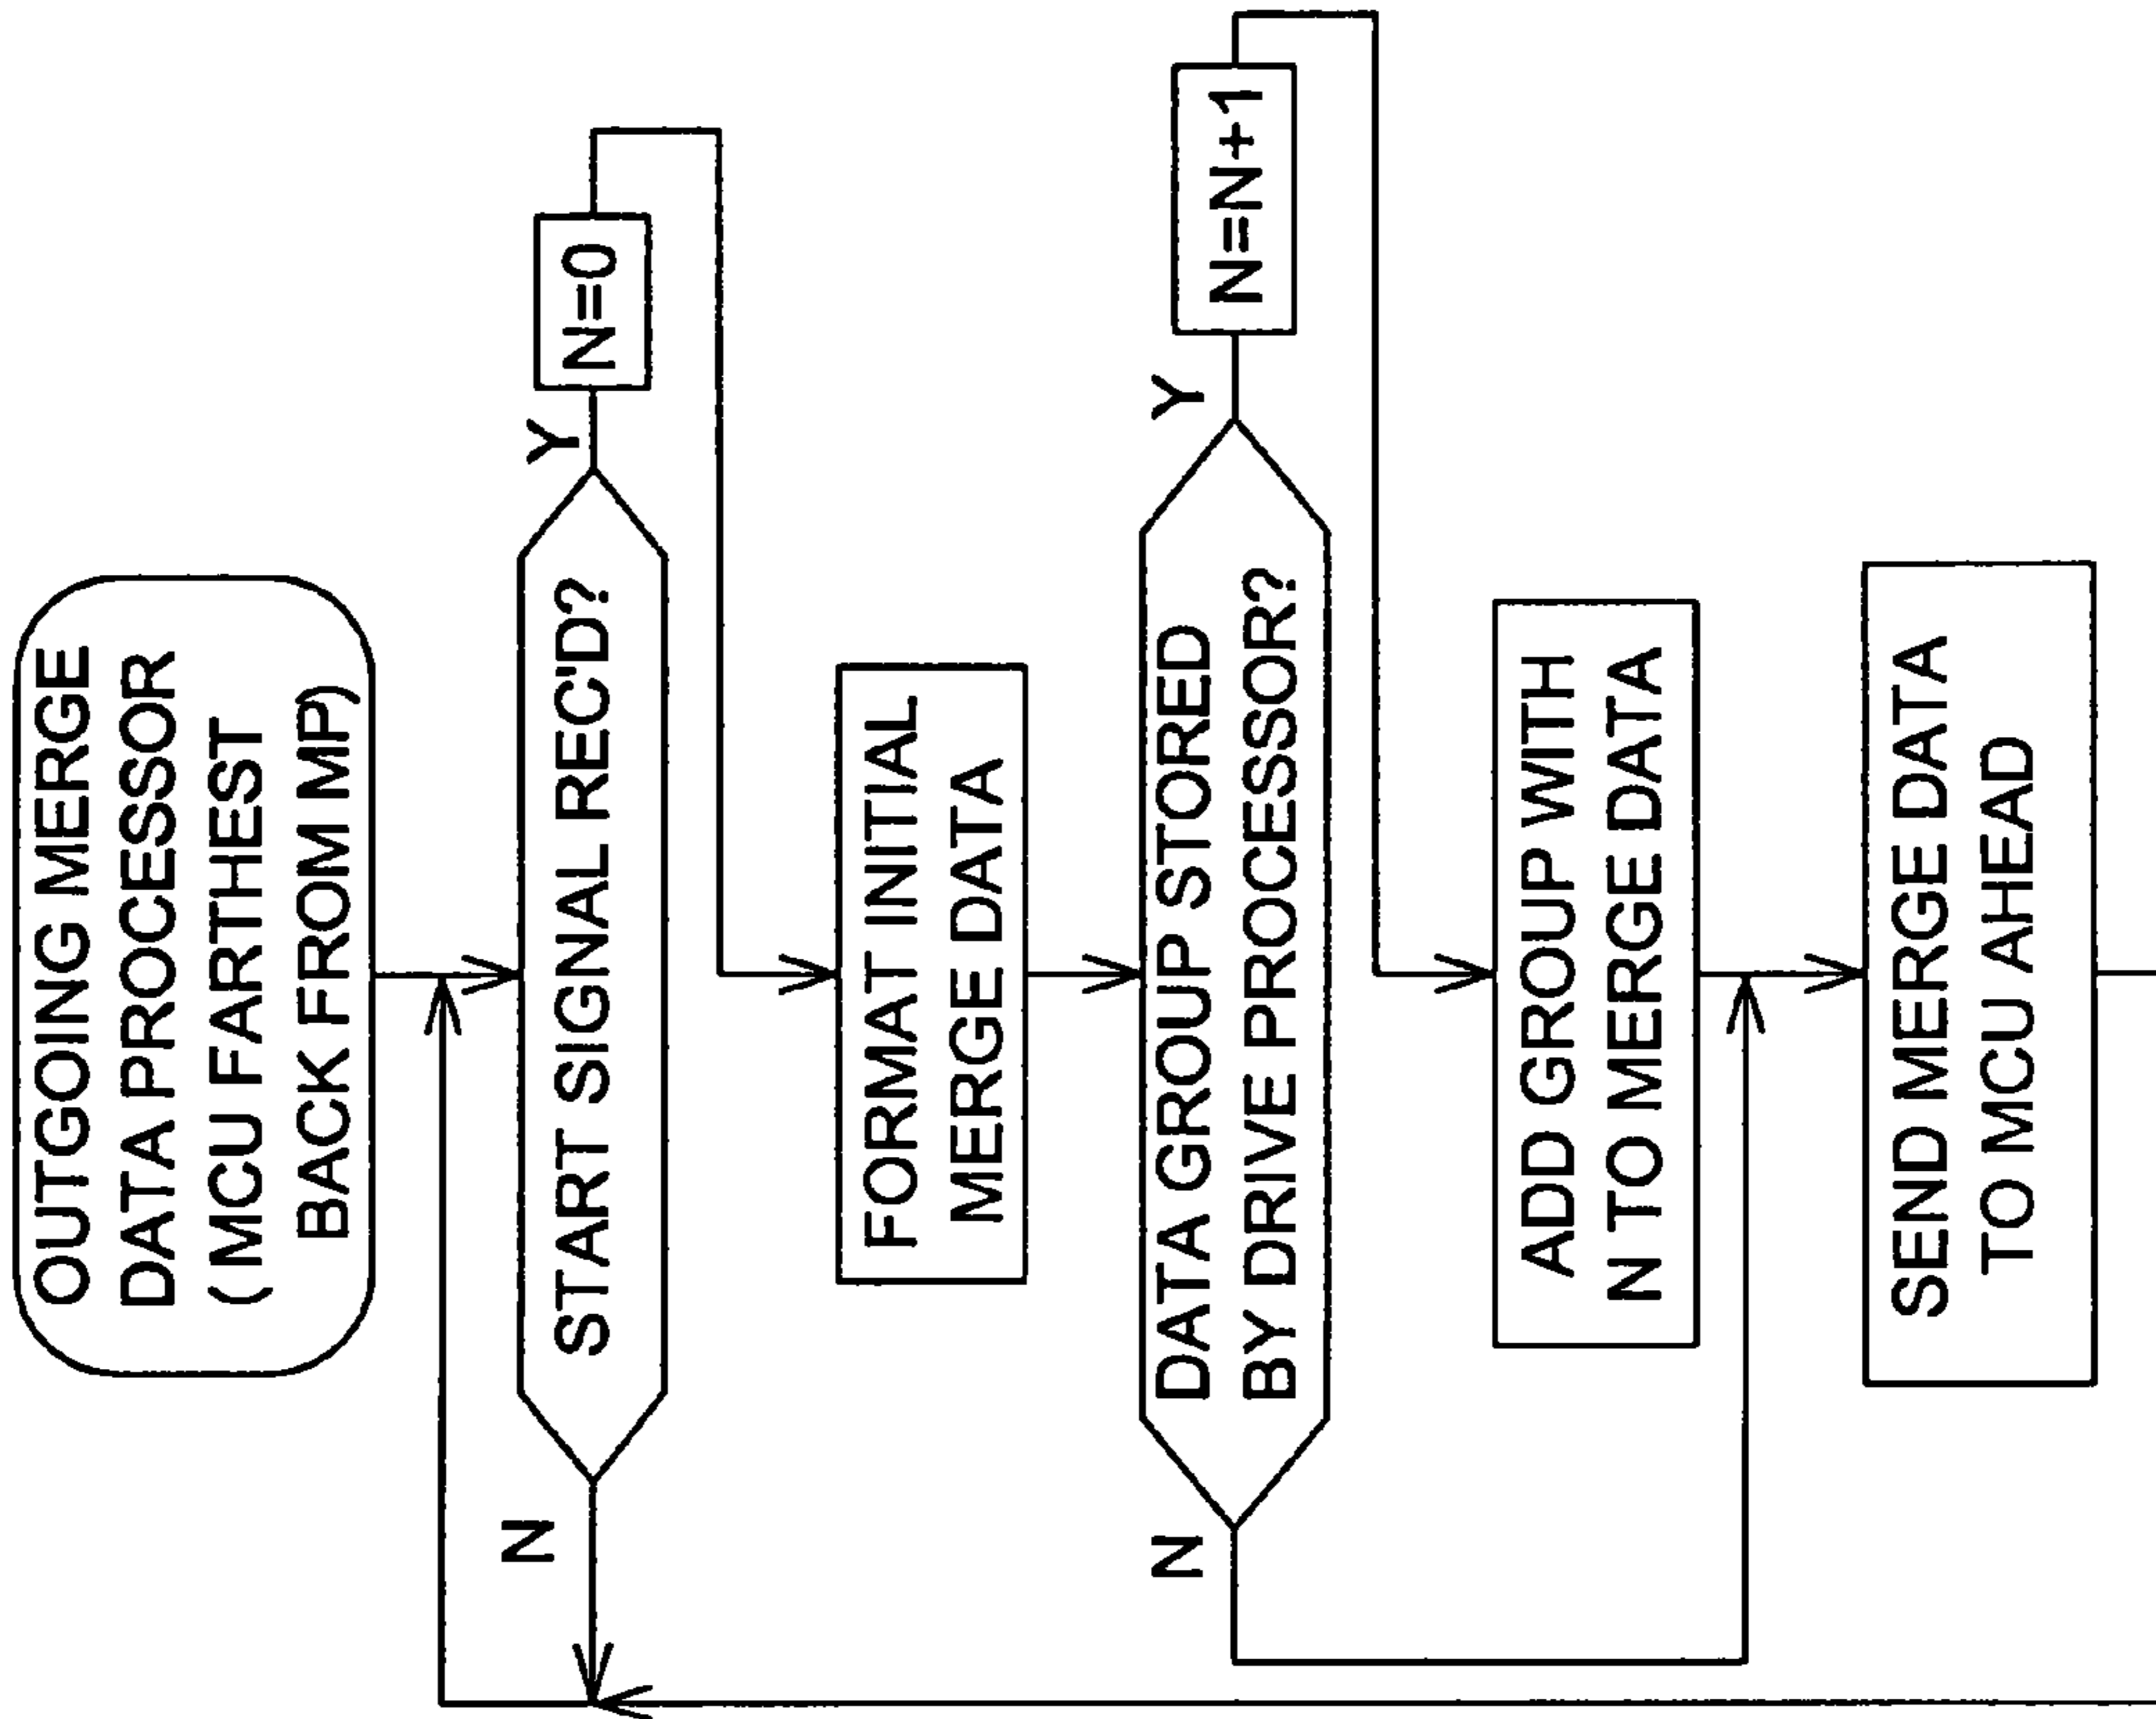 OUTGOING MERGE
DATA PROCESSOR
( MCU FARTHEST
BACK FROM MP)
START SIGNAL REC'D?
Y
N=0
N
FORMAT INITIAL
MERGE DATA
DATA GROUP STORED
BY DRIVE PROCESSOR?
Y
N=N+1
N
ADD GROUP WITH
N TO MERGE DATA
SEND MERGE DATA
TO MCU AHEAD